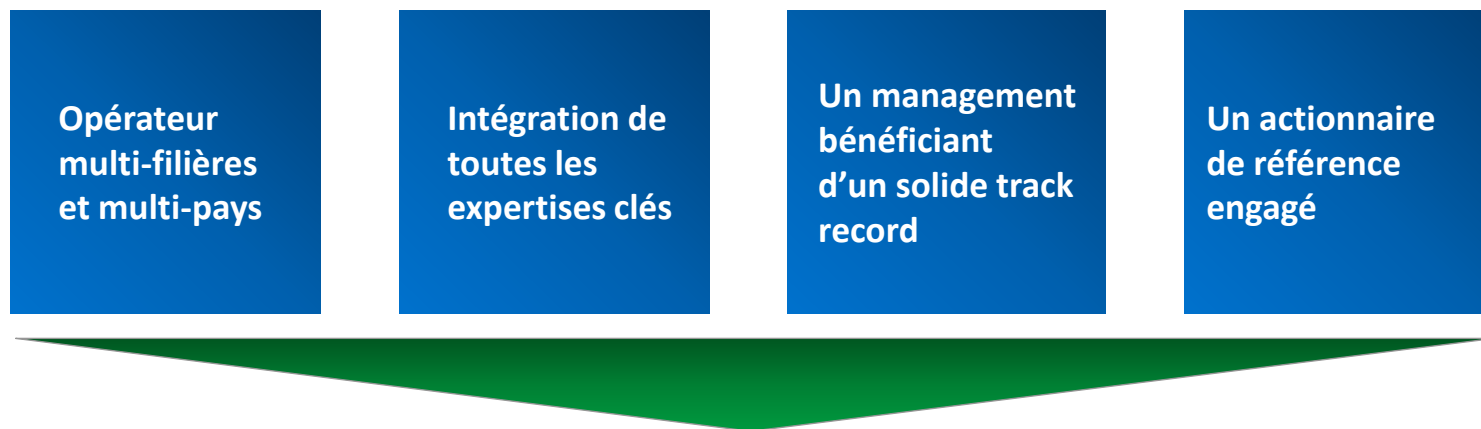 Opérateur
multi-filières
et multi-pays
Intégration de
toutes les
expertises clés
Un management
bénéficiant
d’un solide track
record
Un actionnaire
de référence
engagé